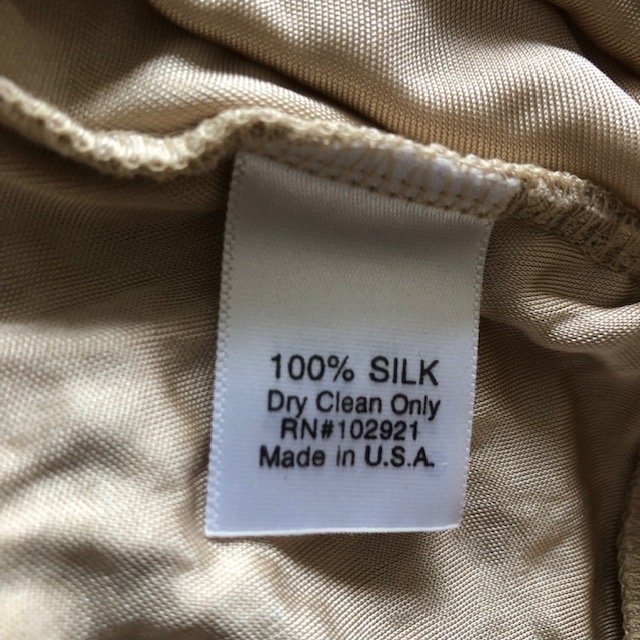 100% SILK
Dry Clean Only
RN#102921
Made in U.S.A.